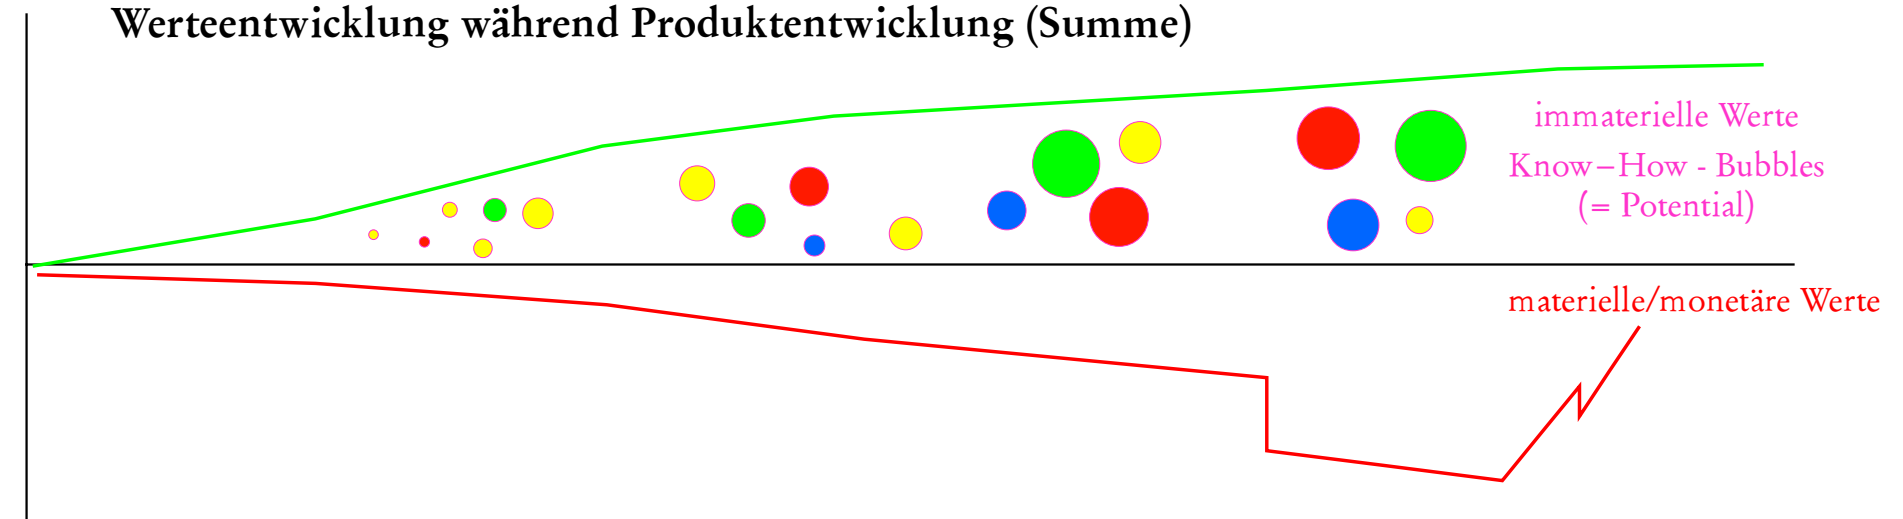 Werteentwicklung während Produktentwicklung (Summe)
immaterielle Werte
Know–How - Bubbles
(= Potential)
materielle/monetäre Werte